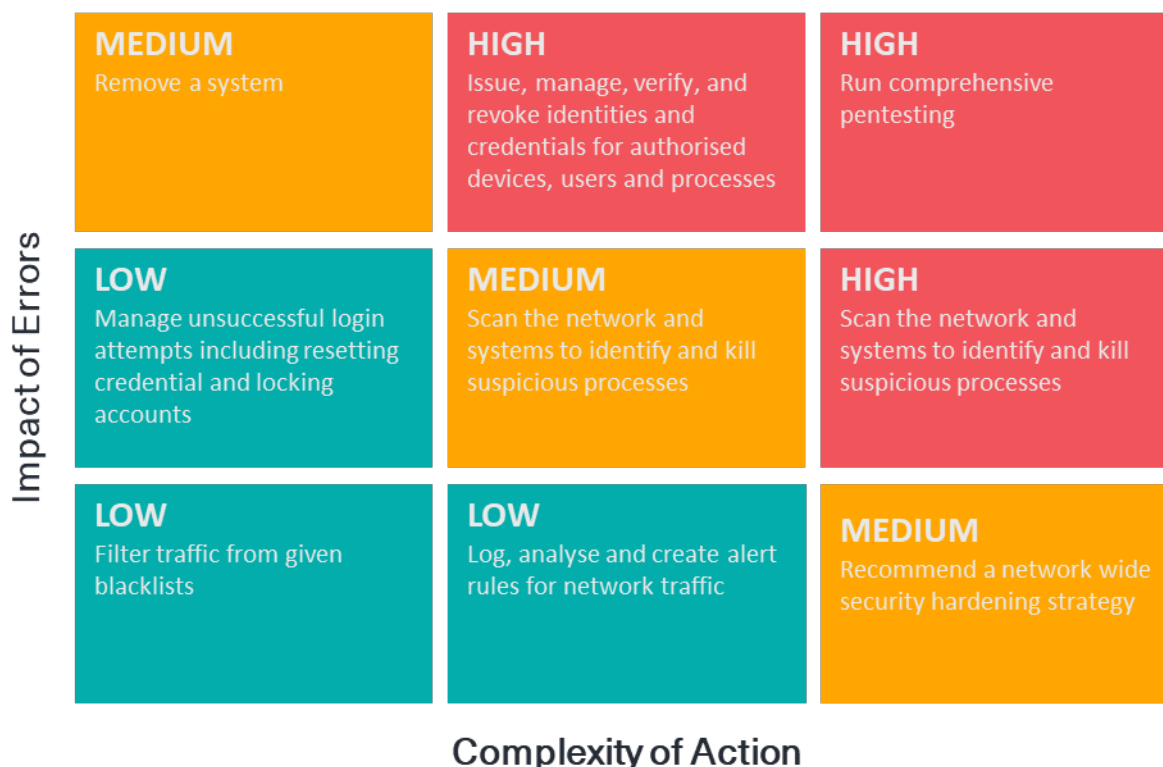 MEDIUM
Remove a system
HIGH
Issue, manage, verify, and
revoke identities and
credentials for authorised
devices, users and processes
HIGH
Run comprehensive
pentesting
LOW
Manage unsuccessful login
attempts including resetting
credential and locking
accounts
MEDIUM
Scan the network and
systems to identify and kill
suspicious processes
HIGH
Scan the network and
systems to identify and kill
suspicious processes
LOW
Filter traffic from given
blacklists
LOW
Log, analyse and create alert
rules for network traffic
MEDIUM
Recommend a network wide
security hardening strategy
Impact of Errors
Complexity of Action